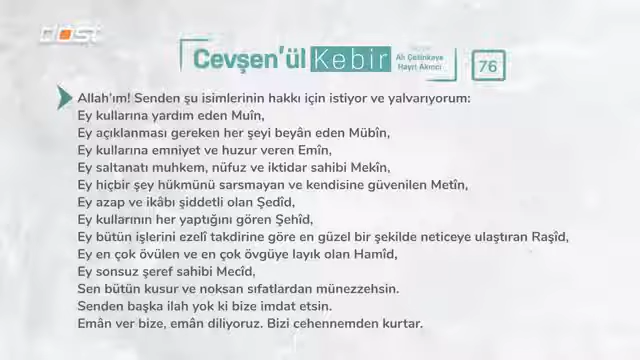 dost
Cevşen'ül Kebir
Ali Çetinkaya
Hayri Akıncı
76
Allah'ım! Senden şu isimlerinin hakkı için istiyor ve yalvarıyorum:
Ey kullarına yardım eden Muîn,
Ey açıklanması gereken her şeyi beyân eden Mübîn,
Ey kullarına emniyet ve huzur veren Emîn,
Ey saltanatı muhkem, nüfuz ve iktidar sahibi Mekîn,
Ey hiçbir şey hükmünü sarsmayan ve kendisine güvenilen Metîn,
Ey azap ve ikâbı şiddetli olan Şedîd,
Ey kullarının her yaptığını gören Şehîd,
Ey bütün işlerini ezelî takdirine göre en güzel bir şekilde neticeye ulaştıran Raşîd,
Ey en çok övülen ve en çok övgüye layık olan Hamîd,
Ey sonsuz şeref sahibi Mecîd,
Sen bütün kusur ve noksan sıfatlardan münezzehsin.
Senden başka ilah yok ki bize imdat etsin.
Emân ver bize, emân diliyoruz. Bizi cehennemden kurtar.